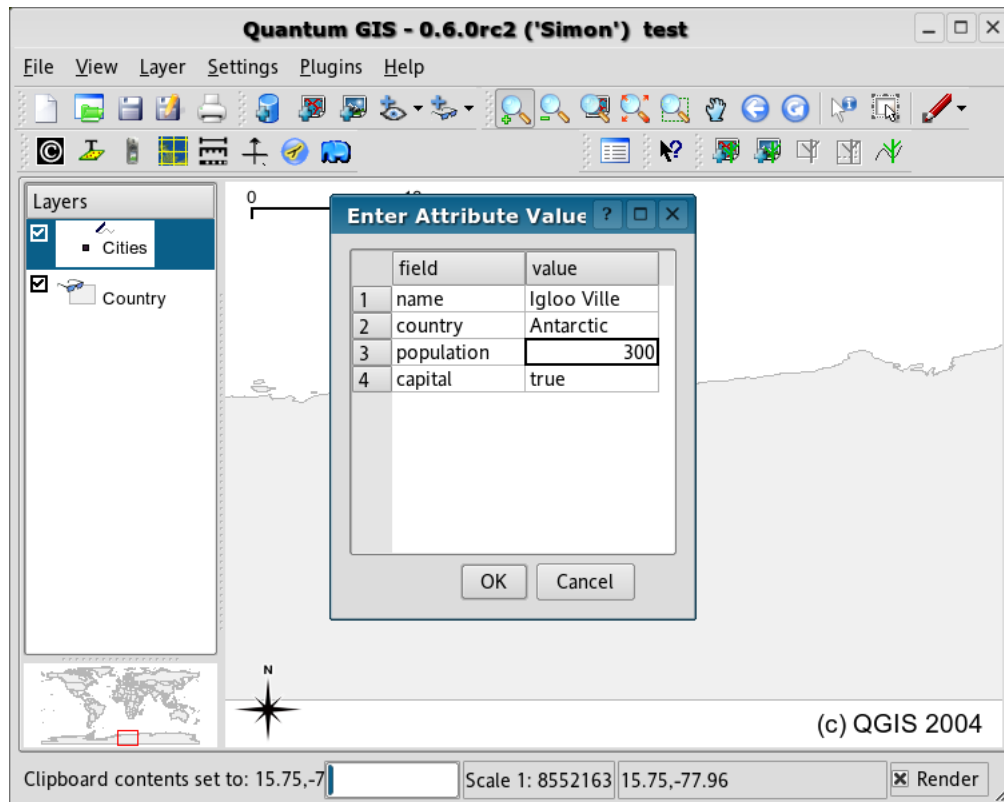 Quantum GIS - 0.6.0rc2 ('Simon') test
File View Layer Settings Plugins Help
Layers
Cities
Country
0
Enter Attribute Value
field value
1 name Igloo Ville
2 country Antarctic
3 population 300
4 capital true
OK Cancel
N
(c) QGIS 2004
Clipboard contents set to: 15.75,-7
Scale 1: 8552163 15.75,-77.96 Render